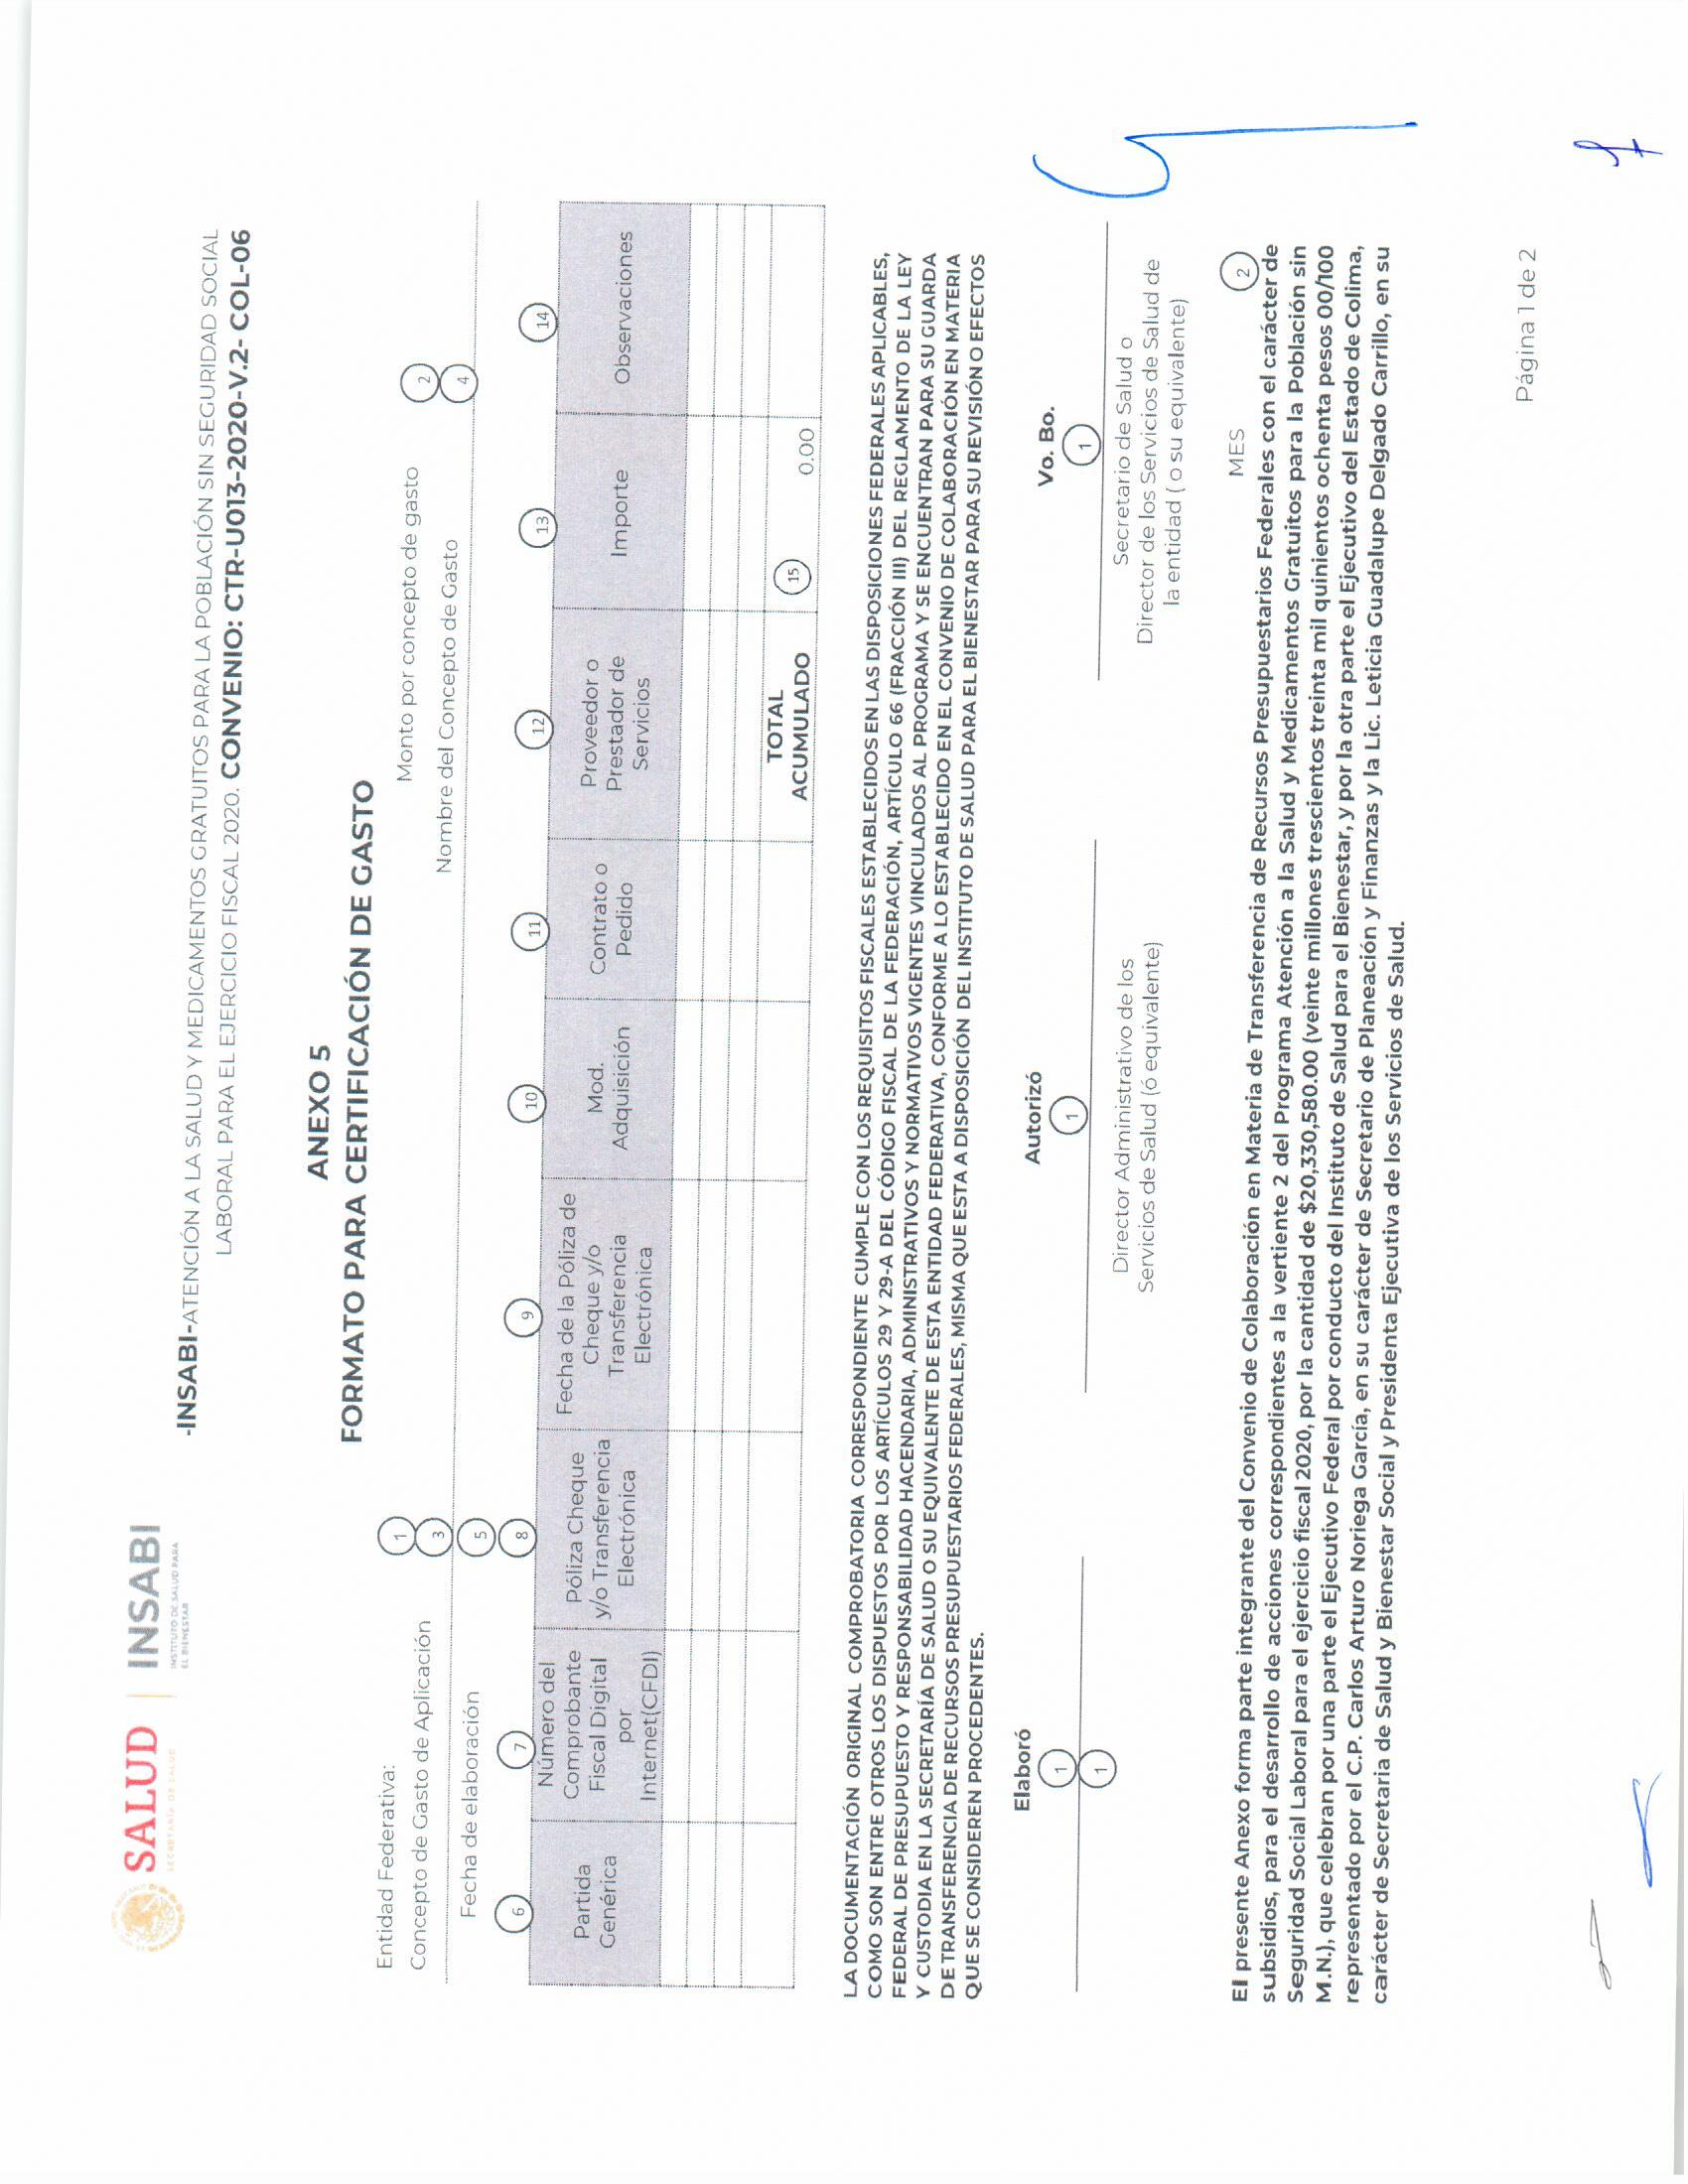 SALUD
SECRETARÍA DE SALUD
INSABI
INSTITUTO DE SALUD PARA
EL BIENESTAR
-INSABI-ATENCIÓN A LA SALUD Y MEDICAMENTOS GRATUITOS PARA LA POBLACIÓN SIN SEGURIDAD SOCIAL
LABORAL PARA EL EJERCICIO FISCAL 2020. CONVENIO: CTR-U013-2020-V.2- COL-06
ANEXO 5
FORMATO PARA CERTIFICACIÓN DE GASTO
Entidad Federativa: 1 Monto por concepto de gasto 2
Concepto de Gasto de Aplicación 3 Nombre del Concepto de Gasto 4
Fecha de elaboración 5
6 7 8 9 10 11 12 13 14
Partida
Genérica
Número del
Comprobante
Fiscal Digital
por
Internet(CFDI)
Póliza Cheque
y/o Transferencia
Electrónica
Fecha de la Póliza de
Cheque y/o
Transferencia
Electrónica
Mod.
Adquisición
Contrato o
Pedido
Proveedor o
Prestador de
Servicios
Importe
Observaciones
TOTAL
ACUMULADO
15 0.00
LA DOCUMENTACIÓN ORIGINAL COMPROBATORIA CORRESPONDIENTE CUMPLE CON LOS REQUISITOS FISCALES ESTABLECIDOS EN LAS DISPOSICIONES FEDERALES APLICABLES,
COMO SON ENTRE OTROS LOS DISPUESTOS POR LOS ARTÍCULOS 29 Y 29-A DEL CÓDIGO FISCAL DE LA FEDERACIÓN, ARTÍCULO 66 (FRACCIÓN III) DEL REGLAMENTO DE LA LEY
FEDERAL DE PRESUPUESTO Y RESPONSABILIDAD HACENDARIA, ADMINISTRATIVOS Y NORMATIVOS VIGENTES VINCULADOS AL PROGRAMA Y SE ENCUENTRAN PARA SU GUARDA
Y CUSTODIA EN LA SECRETARÍA DE SALUD O SU EQUIVALENTE DE ESTA ENTIDAD FEDERATIVA, CONFORME A LO ESTABLECIDO EN EL CONVENIO DE COLABORACIÓN EN MATERIA
DE TRANSFERENCIA DE RECURSOS PRESUPUESTARIOS FEDERALES, MISMA QUE ESTA A DISPOSICIÓN DEL INSTITUTO DE SALUD PARA EL BIENESTAR PARA SU REVISIÓN O EFECTOS
QUE SE CONSIDEREN PROCEDENTES.
Elaboró
1
1
Autorizó
1
Director Administrativo de los
Servicios de Salud (ó equivalente)
Vo. Bo.
1
Secretario de Salud o
Director de los Servicios de Salud de
la entidad ( o su equivalente)
MES 2
El presente Anexo forma parte integrante del Convenio de Colaboración en Materia de Transferencia de Recursos Presupuestarios Federales con el carácter de
subsidios, para el desarrollo de acciones correspondientes a la vertiente 2 del Programa Atención a la Salud y Medicamentos Gratuitos para la Población sin
Seguridad Social Laboral para el ejercicio fiscal 2020, por la cantidad de $20,330,580.00 (veinte millones trescientos treinta mil quinientos ochenta pesos 00/100
M.N.), que celebran por una parte el Ejecutivo Federal por conducto del Instituto de Salud para el Bienestar, y por la otra parte el Ejecutivo del Estado de Colima,
representado por el C.P. Carlos Arturo Noriega García, en su carácter de Secretario de Planeación y Finanzas y la Lic. Leticia Guadalupe Delgado Carrillo, en su
carácter de Secretaria de Salud y Bienestar Social y Presidenta Ejecutiva de los Servicios de Salud.
Página 1 de 2